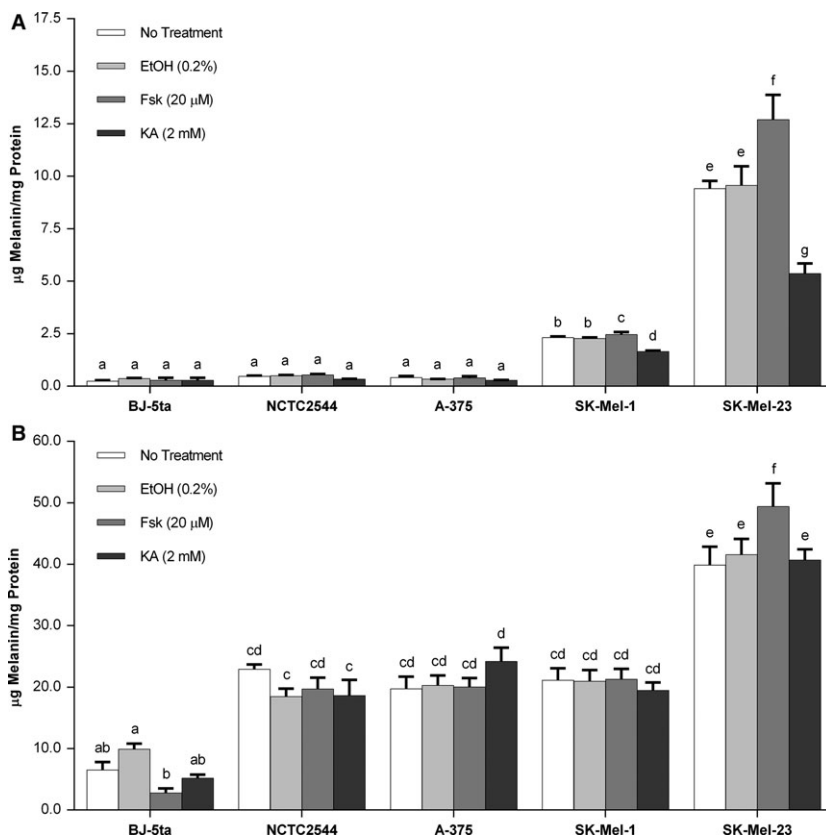 A
17.5
15.0
12.5
10.0
7.5
5.0
2.5
0.0
µg Melanin/mg Protein
No Treatment
EtOH (0.2%)
Fsk (20 µM)
KA (2 mM)
a a a a
a a a a
a a a a
b b c d
e e f g
BJ-5ta NCTC2544 A-375 SK-Mel-1 SK-Mel-23
B
60.0
50.0
40.0
30.0
20.0
10.0
0.0
µg Melanin/mg Protein
No Treatment
EtOH (0.2%)
Fsk (20 µM)
KA (2 mM)
ab a b ab
cd c cd c
cd cd cd d
cd cd cd cd
e e f e
BJ-5ta NCTC2544 A-375 SK-Mel-1 SK-Mel-23